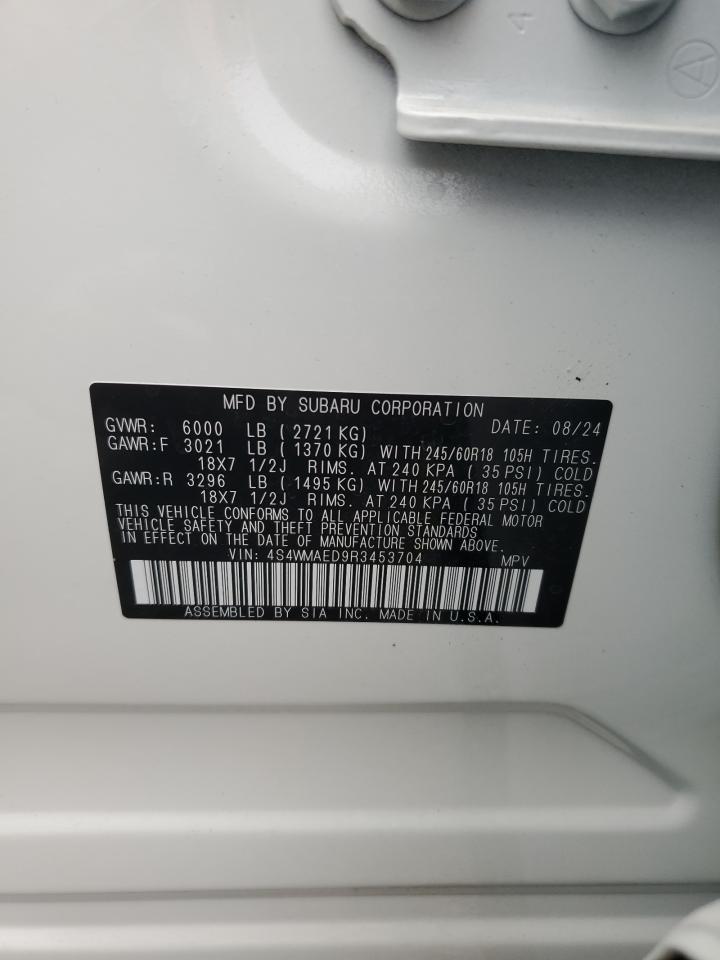 MFD BY SUBARU CORPORATION
GVWR: 6000 LB ( 2721 KG) DATE: 08/24
GAWR:F 3021 LB ( 1370 KG) WITH 245/60R18 105H TIRES.
18X7 1/2J RIMS. AT 240 KPA ( 35 PSI) COLD
GAWR:R 3296 LB ( 1495 KG) WITH 245/60R18 105H TIRES.
18X7 1/2J RIMS. AT 240 KPA ( 35 PSI) COLD
THIS VEHICLE CONFORMS TO ALL APPLICABLE FEDERAL MOTOR
VEHICLE SAFETY AND THEFT PREVENTION STANDARDS
IN EFFECT ON THE DATE OF MANUFACTURE SHOWN ABOVE.
VIN: 4S4WMAED9R3453704 MPV
ASSEMBLED BY SIA INC. MADE IN U.S.A.